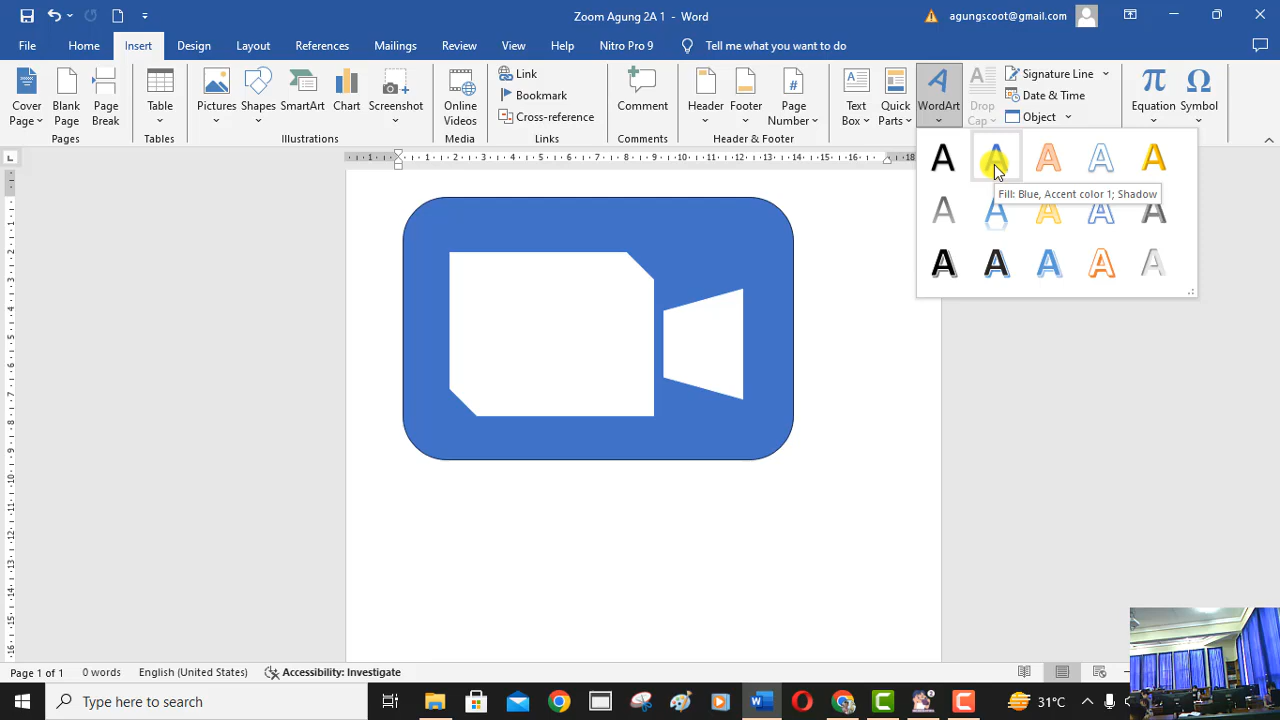 Zoom Agung 2A 1 - Word
agungscoot@gmail.com
File Home Insert Design Layout References Mailings Review View Help Nitro Pro 9 Tell me what you want to do
Cover Page
Blank Page
Page Break
Pages
Table
Tables
Pictures
Shapes
SmartArt
Chart
Screenshot
Illustrations
Online Videos
Media
Link
Bookmark
Cross-reference
Links
Comment
Comments
Header
Footer
Page Number
Header & Footer
Text Box
Quick Parts
WordArt
Drop Cap
Signature Line
Date & Time
Object
Equation
Symbol
Symbols
Fill: Blue, Accent color 1; Shadow
Page 1 of 1 0 words English (United States) Accessibility: Investigate
Type here to search
31°C